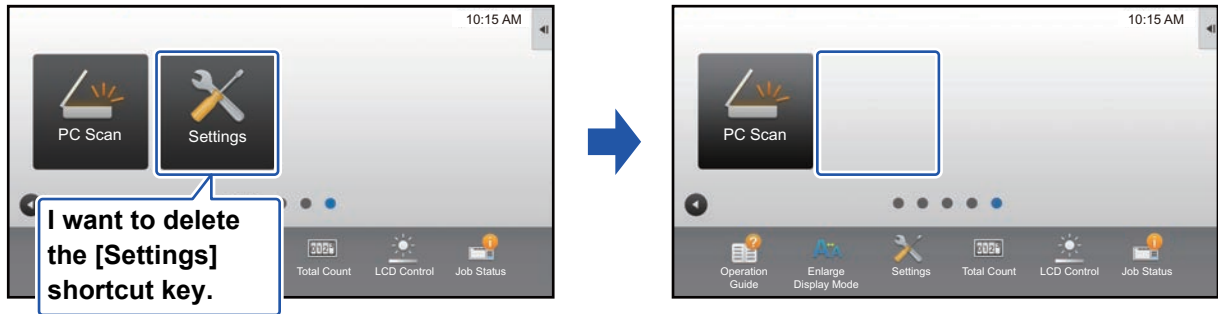 10:15 AM
PC Scan
Settings
I want to delete
the [Settings]
shortcut key.
Total Count
LCD Control
Job Status
10:15 AM
PC Scan
Operation
Guide
Enlarge
Display Mode
Settings
Total Count
LCD Control
Job Status